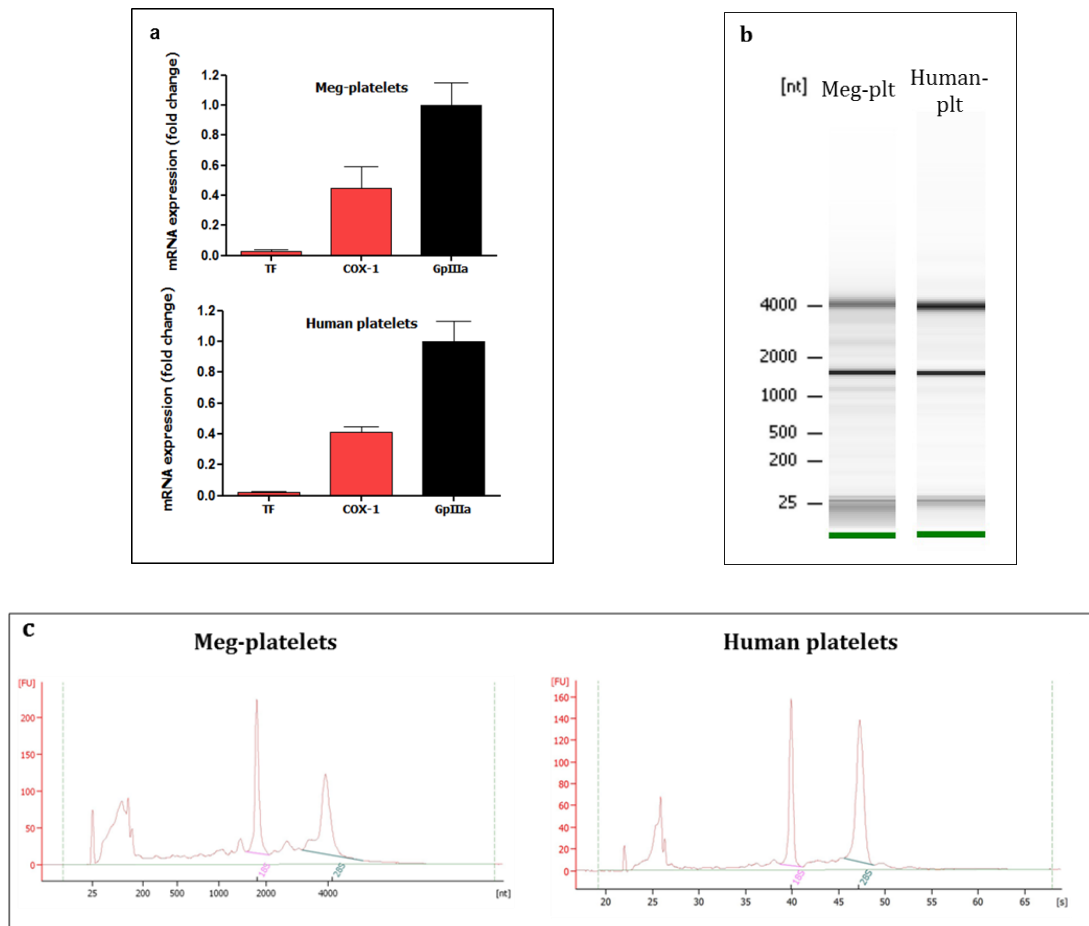 a
mRNA expression (fold change)
1.2
1.0
0.8
0.6
0.4
0.2
0.0
Meg-platelets
TF COX-1 GpIIIa
mRNA expression (fold change)
1.2
1.0
0.8
0.6
0.4
0.2
0.0
Human platelets
TF COX-1 GpIIIa
b
[nt] Meg-plt Human-
plt
4000
2000
1000
500
200
25
c
Meg-platelets
[FU]
200
150
100
50
0
18S
28S
25 200 500 1000 2000 4000 [nt]
Human platelets
[FU]
160
140
120
100
80
60
40
20
0
18S
28S
20 25 30 35 40 45 50 55 60 65 [s]